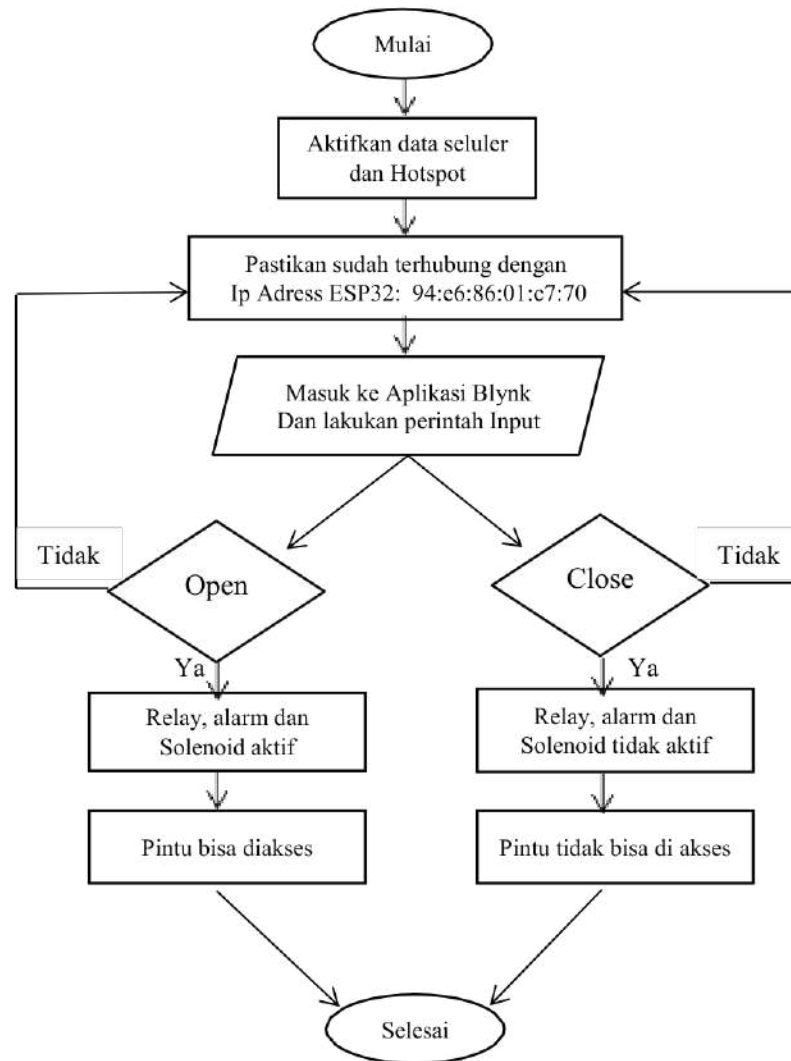 Mulai
Aktifkan data seluler
dan Hotspot
Pastikan sudah terhubung dengan
Ip Adress ESP32: 94:e6:86:01:c7:70
Masuk ke Aplikasi Blynk
Dan lakukan perintah Input
Tidak
Open
Close
Tidak
Ya
Ya
Relay, alarm dan
Solenoid aktif
Relay, alarm dan
Solenoid tidak aktif
Pintu bisa diakses
Pintu tidak bisa di akses
Selesai